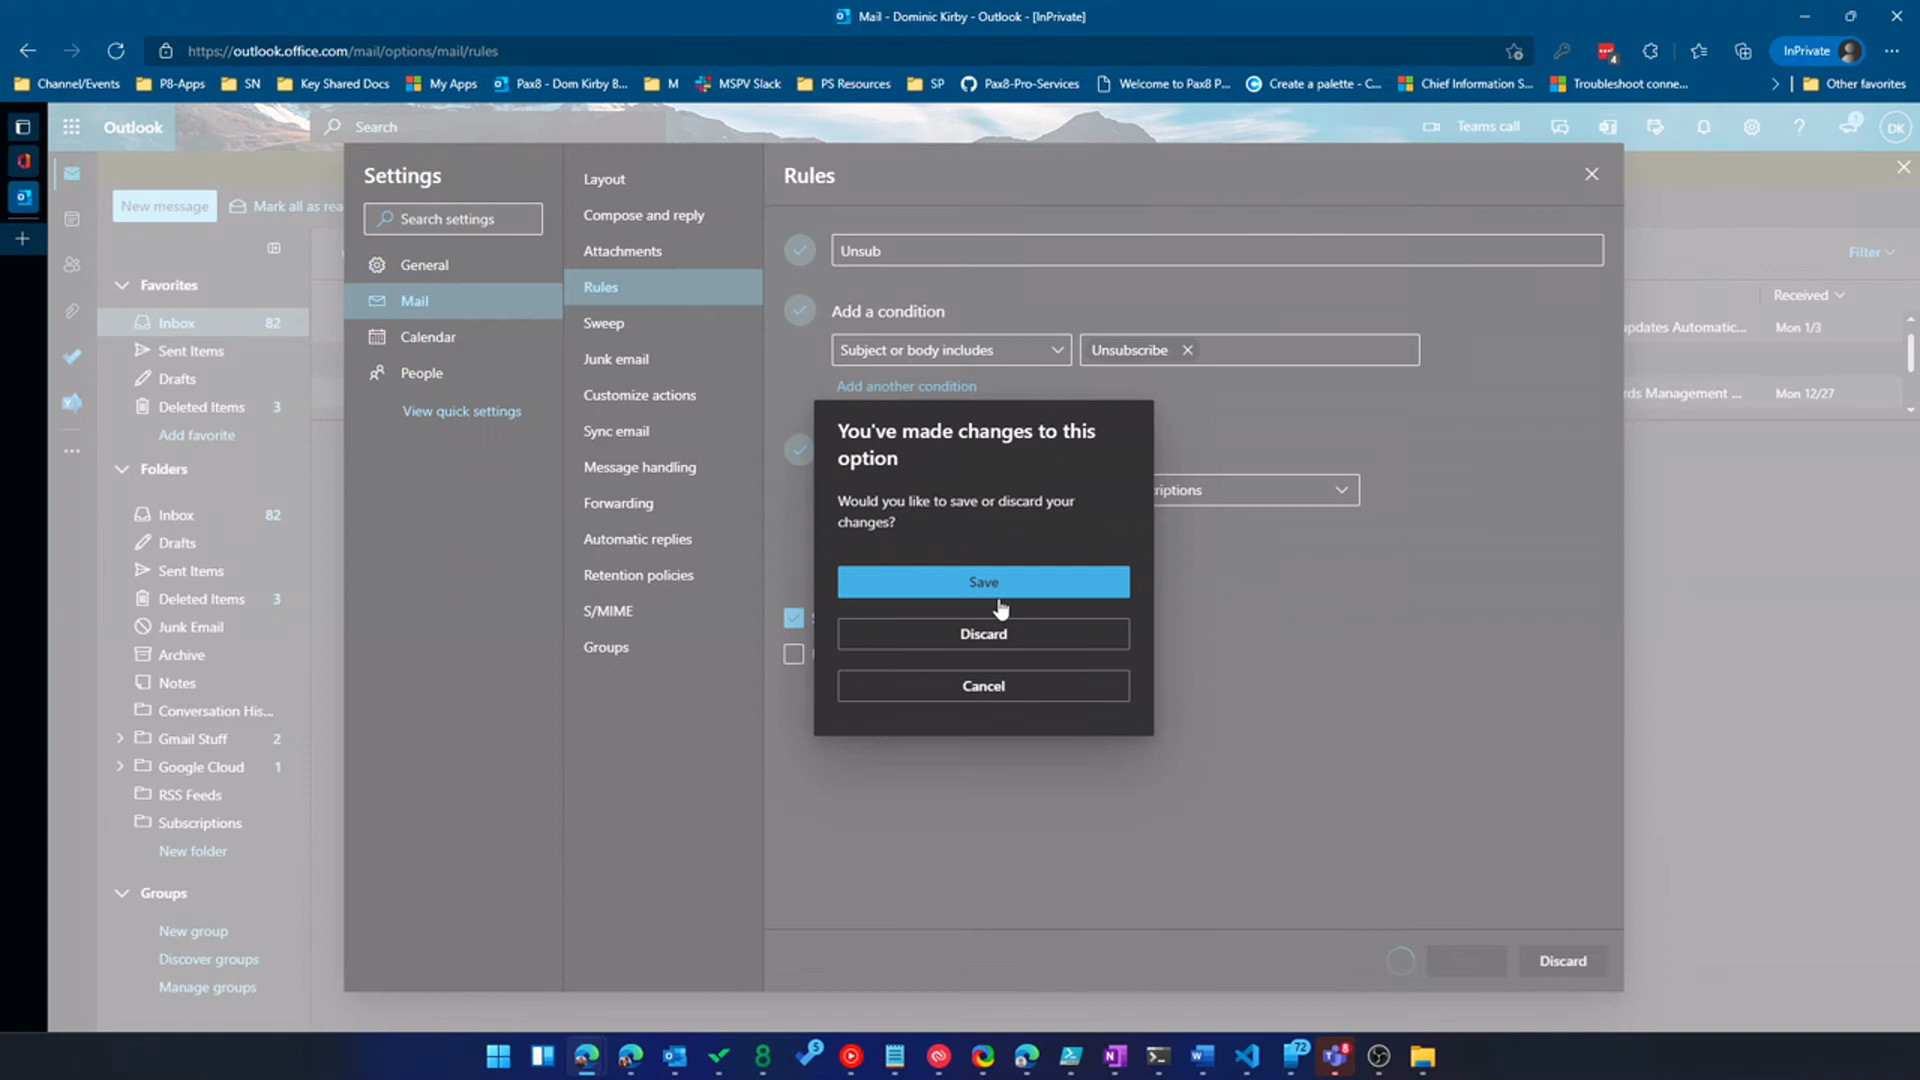 Mail - Dominic Kirby - Outlook - [InPrivate]
https://outlook.office.com/mail/options/mail/rules
InPrivate
Channel/Events
P8-Apps
SN
Key Shared Docs
My Apps
Pax8 - Dom Kirby B...
M
MSPV Slack
PS Resources
SP
Pax8-Pro-Services
Welcome to Pax8 P...
Create a palette - C...
Chief Information S...
Troubleshoot conne...
Other favorites
Outlook
Search
Teams call
1
DK
New message
Mark all as rea
Favorites
Inbox 82
Sent Items
Drafts
Deleted Items 3
Add favorite
Folders
Inbox 82
Drafts
Sent Items
Deleted Items 3
Junk Email
Archive
Notes
Conversation His...
Gmail Stuff 2
Google Cloud 1
RSS Feeds
Subscriptions
New folder
Groups
New group
Discover groups
Manage groups
Settings
Search settings
General
Mail
Calendar
People
View quick settings
Layout
Compose and reply
Attachments
Rules
Sweep
Junk email
Customize actions
Sync email
Message handling
Forwarding
Automatic replies
Retention policies
S/MIME
Groups
Rules
Unsub
Add a condition
Subject or body includes
Unsubscribe
Add another condition
riptions
You've made changes to this
option
Would you like to save or discard your
changes?
Save
Discard
Cancel
Discard
Filter
Received
updates Automatic... Mon 1/3
rds Management ... Mon 12/27
5
72
8